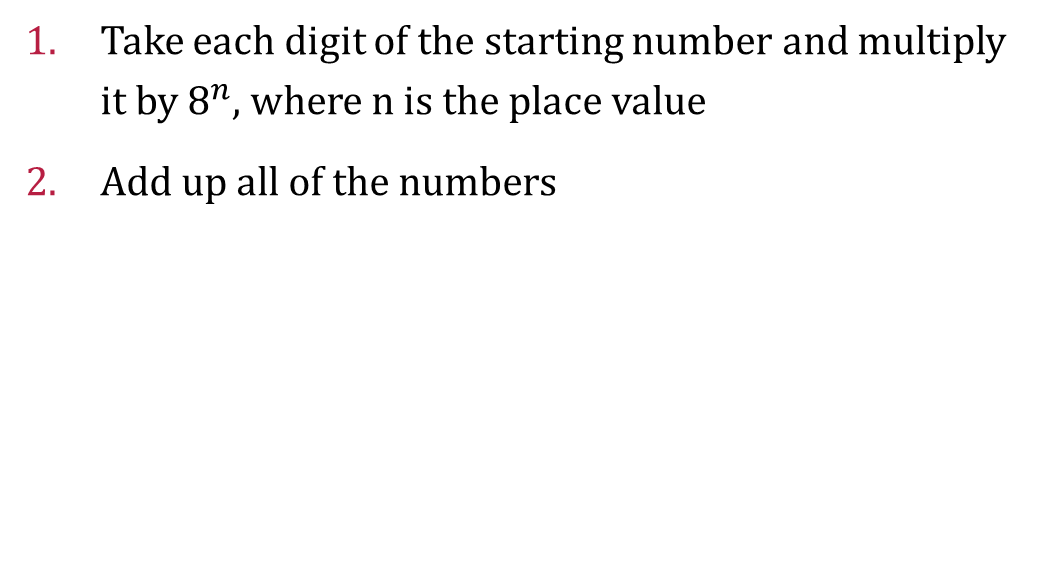 1. Take each digit of the starting number and multiply
it by 8ⁿ, where n is the place value
2. Add up all of the numbers